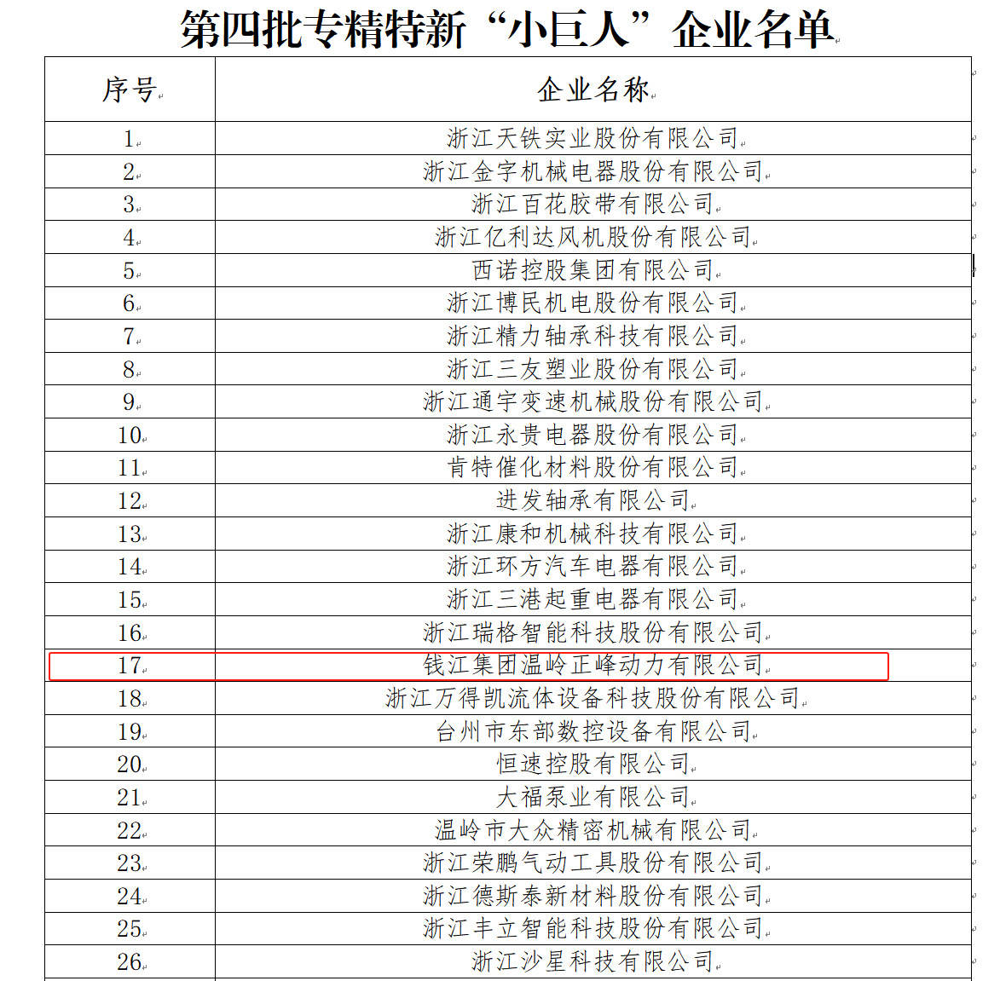 第四批专精特新“小巨人”企业名单
序号 企业名称
1 浙江天铁实业股份有限公司
2 浙江金字机械电器股份有限公司
3 浙江百花胶带有限公司
4 浙江亿利达风机股份有限公司
5 西诺控股集团有限公司
6 浙江博民机电股份有限公司
7 浙江精力轴承科技有限公司
8 浙江三友塑业股份有限公司
9 浙江通宇变速机械股份有限公司
10 浙江永贵电器股份有限公司
11 肯特催化材料股份有限公司
12 进发轴承有限公司
13 浙江康和机械科技有限公司
14 浙江环方汽车电器有限公司
15 浙江三港起重电器有限公司
16 浙江瑞格智能科技股份有限公司
17 钱江集团温岭正峰动力有限公司
18 浙江万得凯流体设备科技股份有限公司
19 台州市东部数控设备有限公司
20 恒速控股有限公司
21 大福泵业有限公司
22 温岭市大众精密机械有限公司
23 浙江荣鹏气动工具股份有限公司
24 浙江德斯泰新材料股份有限公司
25 浙江丰立智能科技股份有限公司
26 浙江沙星科技有限公司